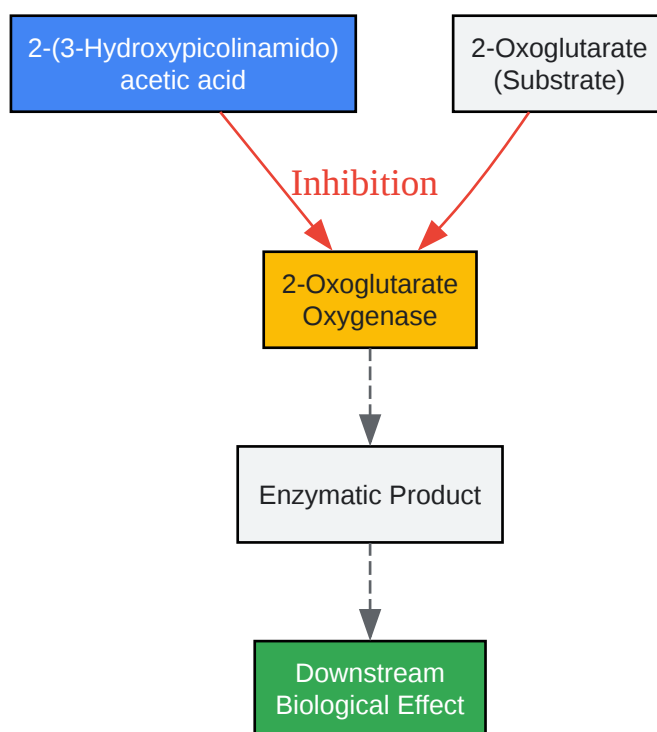 2-(3-Hydroxypicolinamido)
acetic acid
2-Oxoglutarate
(Substrate)
Inhibition
2-Oxoglutarate
Oxygenase
Enzymatic Product
Downstream
Biological Effect